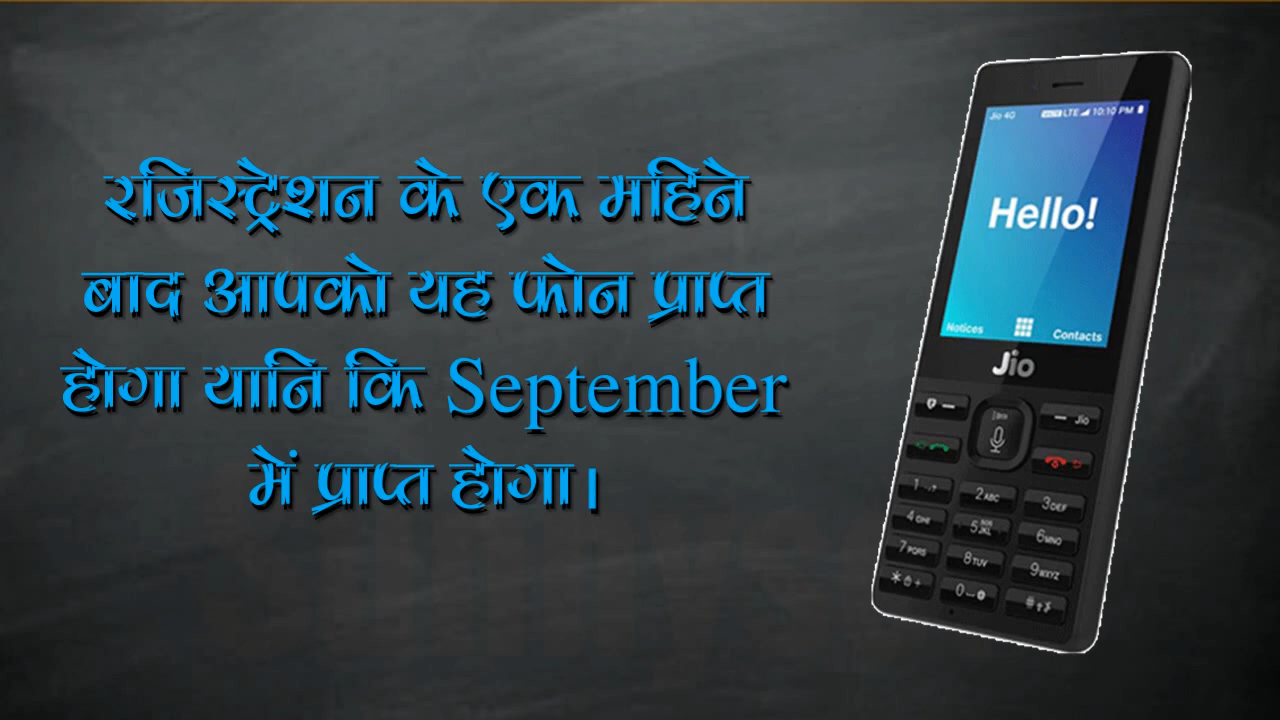 रजिस्ट्रेशन के एक महिने
बाद आपको यह फोन प्राप्त
होगा यानि कि September
में प्राप्त होगा।
Jio 4G LTE 10:10 PM
Hello!
Notices Contacts
Jio
Jio
1
2ABC 3DEF
4GHI 5JKL 6MNO
7PQRS 8TUV 9WXYZ
* 0 #